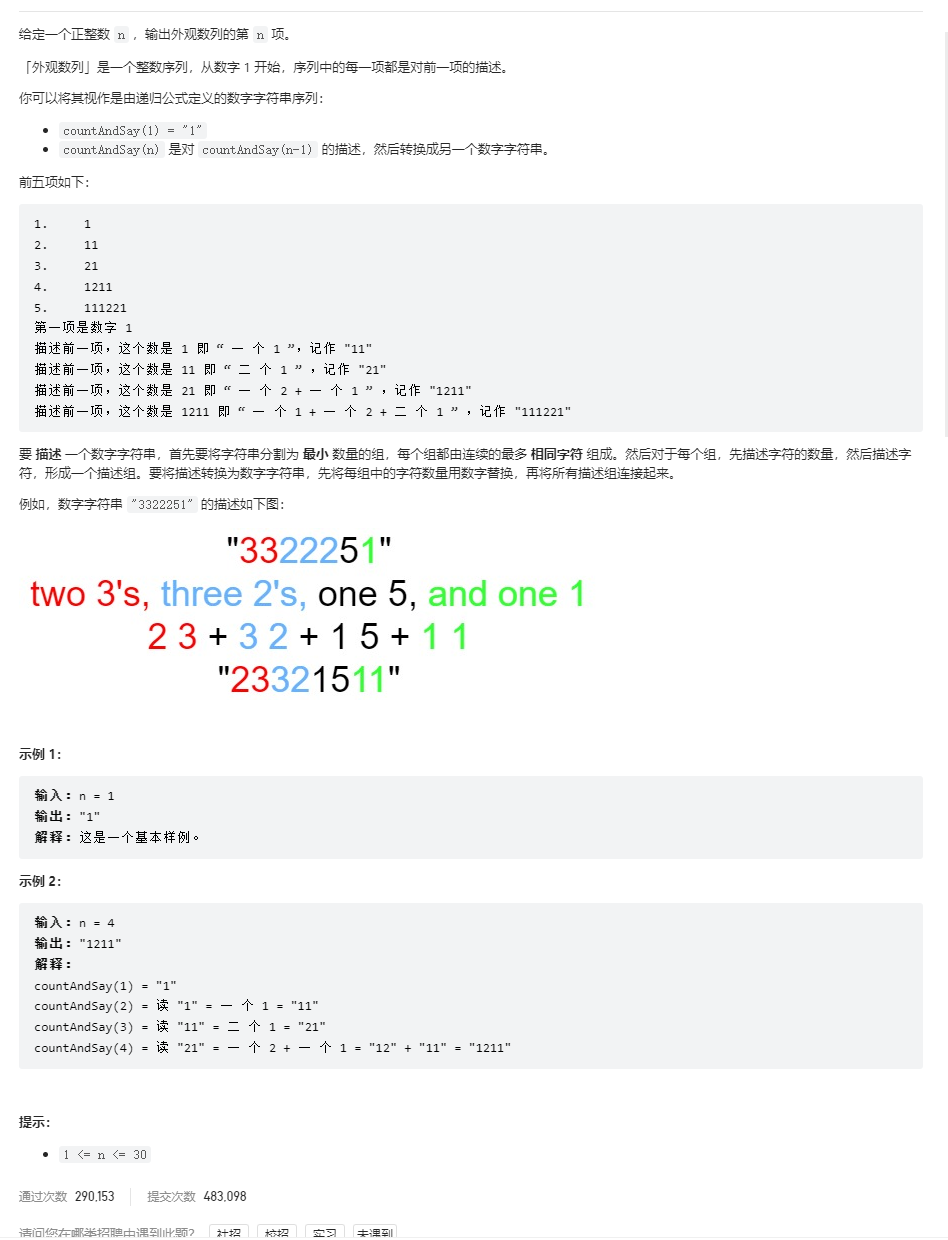 给定一个正整数 n ，输出外观数列的第 n 项。
「外观数列」是一个整数序列，从数字 1 开始，序列中的每一项都是对前一项的描述。
你可以将其视作是由递归公式定义的数字字符串序列：
• countAndSay(1) = "1"
• countAndSay(n) 是对 countAndSay(n-1) 的描述，然后转换成另一个数字字符串。
前五项如下：
1.     1
2.     11
3.     21
4.     1211
5.     111221
第一项是数字 1
描述前一项，这个数是 1 即 “ 一 个 1 ”，记作 "11"
描述前一项，这个数是 11 即 “ 二 个 1 ” ，记作 "21"
描述前一项，这个数是 21 即 “ 一 个 2 + 一 个 1 ” ，记作 "1211"
描述前一项，这个数是 1211 即 “ 一 个 1 + 一 个 2 + 二 个 1 ” ，记作 "111221"
要 描述 一个数字字符串，首先要将字符串分割为 最小 数量的组，每个组都由连续的最多 相同字符 组成。然后对于每个组，先描述字符的数量，然后描述字
符，形成一个描述组。要将描述转换为数字字符串，先将每组中的字符数量用数字替换，再将所有描述组连接起来。
例如，数字字符串 "3322251" 的描述如下图：
"3322251"
two 3's, three 2's, one 5, and one 1
2 3 + 3 2 + 1 5 + 1 1
"23321511"
示例 1：
输入：n = 1
输出："1"
解释：这是一个基本样例。
示例 2：
输入：n = 4
输出："1211"
解释：
countAndSay(1) = "1"
countAndSay(2) = 读 "1" = 一 个 1 = "11"
countAndSay(3) = 读 "11" = 二 个 1 = "21"
countAndSay(4) = 读 "21" = 一 个 2 + 一 个 1 = "12" + "11" = "1211"
提示：
• 1 <= n <= 30
通过次数 290,153 提交次数 483,098
请问您在哪类招聘中遇到此题？ 社招 校招 实习 未遇到